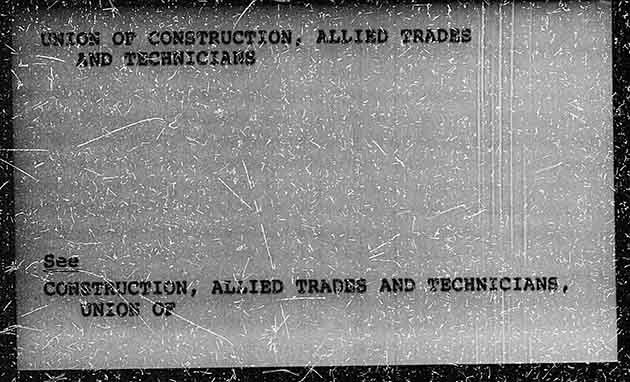 UNION OF CONSTRUCTION, ALLIED TRADES
AND TECHNICIANS
See
CONSTRUCTION, ALLIED TRADES AND TECHNICIANS,
UNION OF